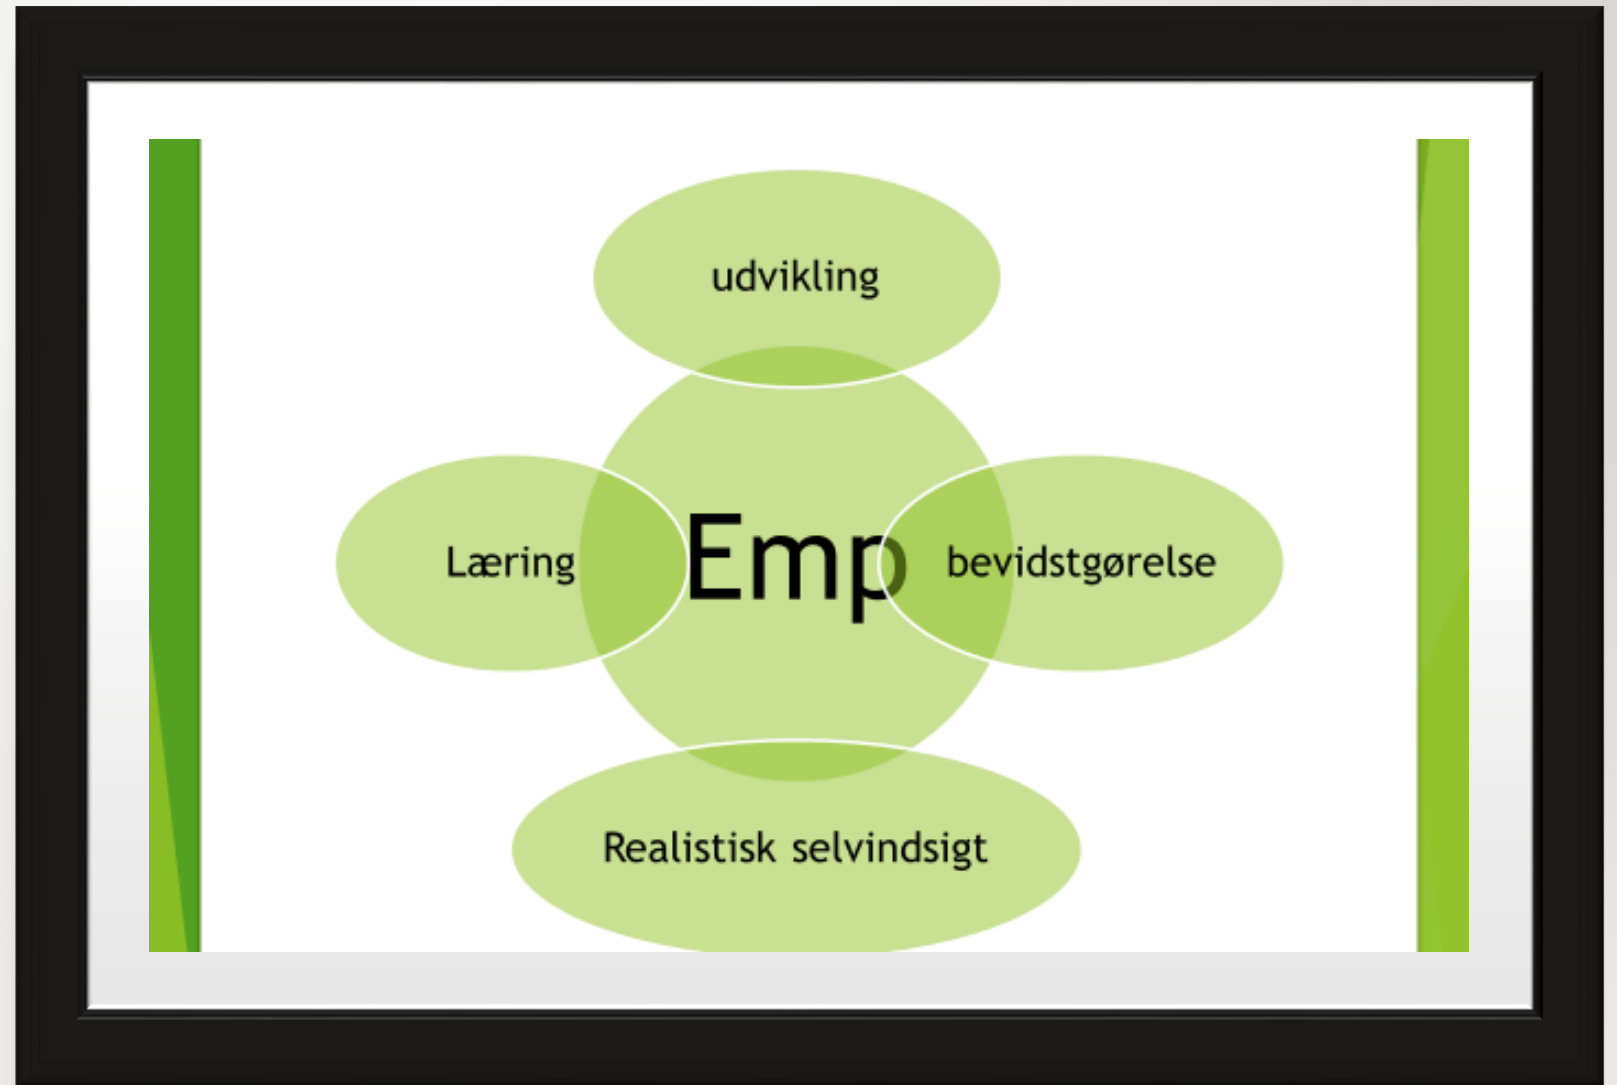 udvikling
Læring
Emp
bevidstgørelse
Realistisk selvindsigt